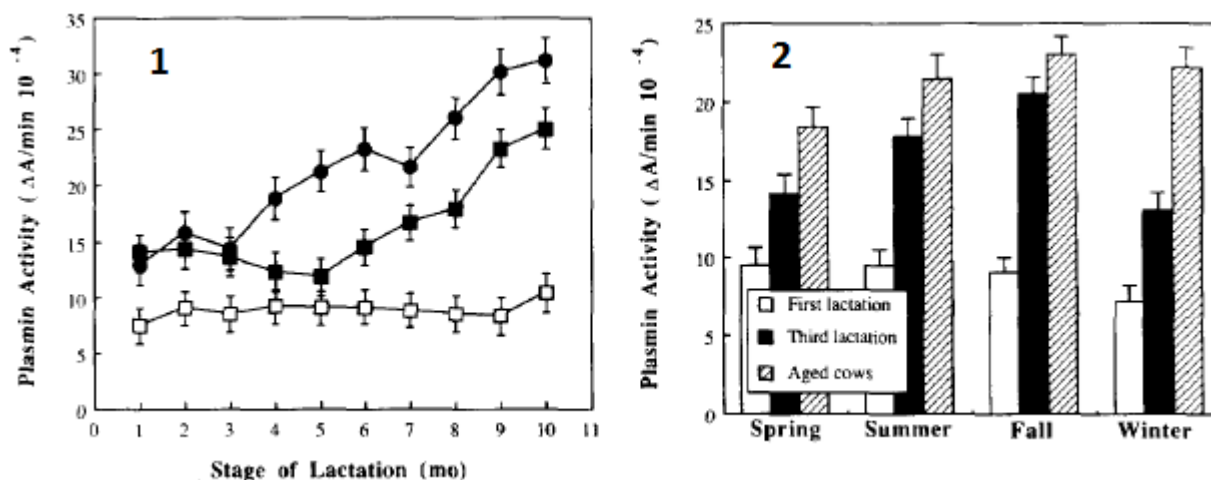 1
Plasmin Activity ( ΔA/min 10 -4)
35
30
25
20
15
10
5
0
0 1 2 3 4 5 6 7 8 9 10 11
Stage of Lactation (mo)
2
Plasmin Activity ( ΔA/min 10 -4)
25
20
15
10
5
0
First lactation
Third lactation
Aged cows
Spring Summer Fall Winter